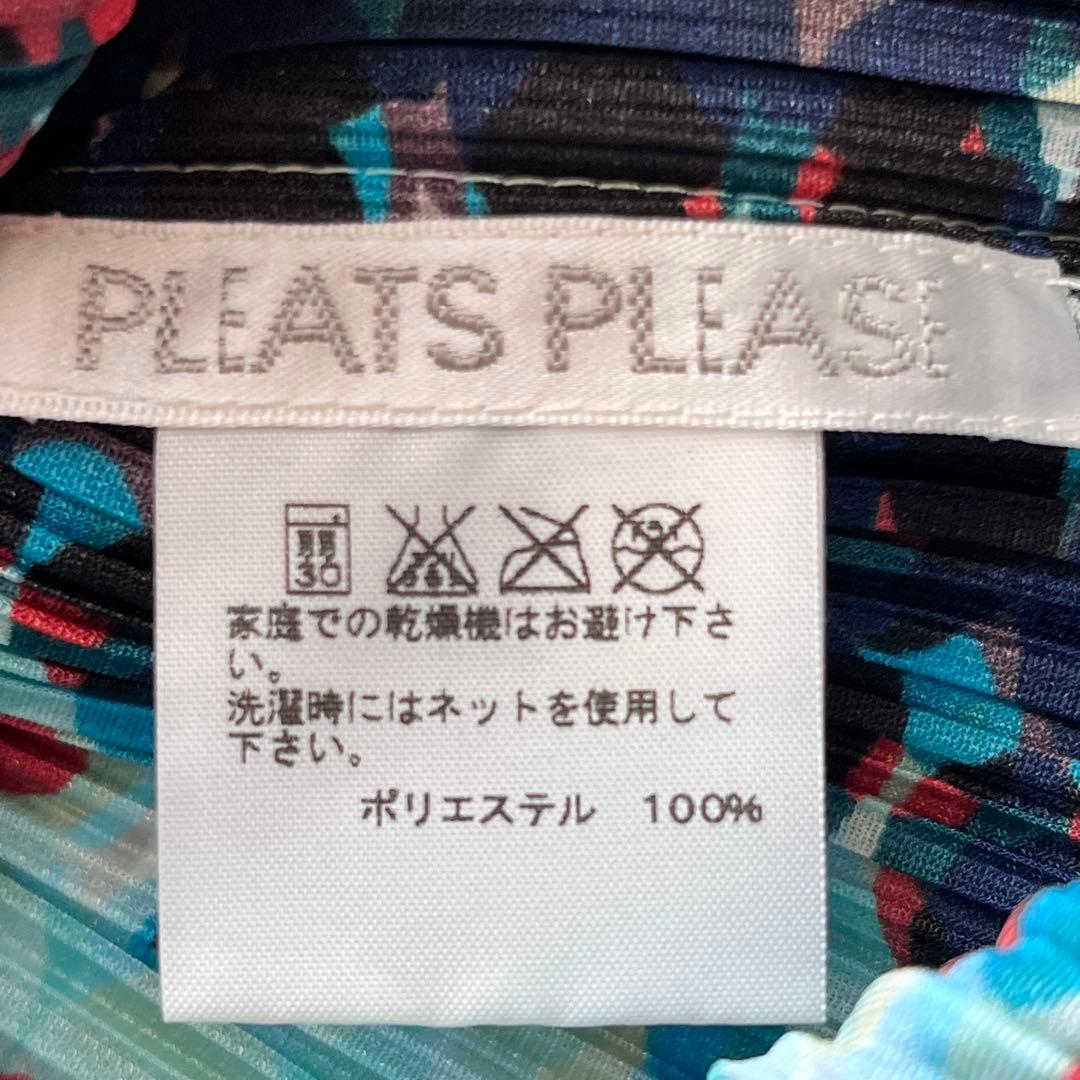 PLEATS PLEASE
弱
30
家庭での乾燥機はお避け下さ
い。
洗濯時にはネットを使用して
下さい。
ポリエステル 100%